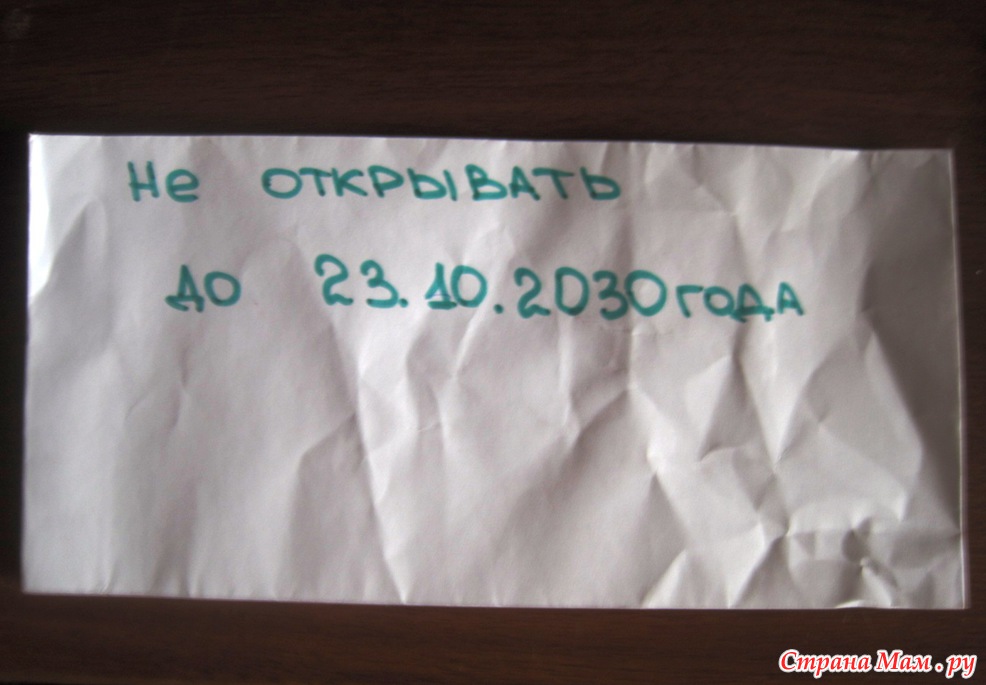 Не ОТКРЫВАТЬ
ДО 23.10.2030 ГОДА
Страна Мам.ру